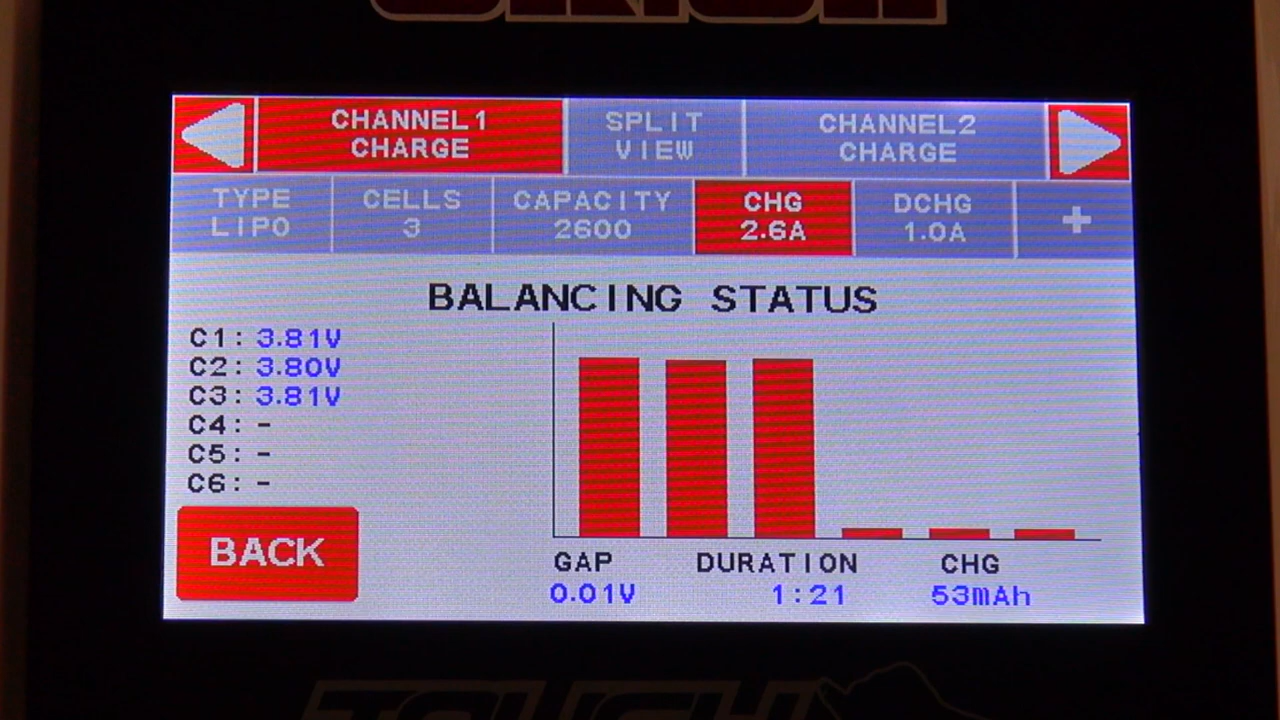 CHANNEL1 SPLIT CHANNEL2
CHARGE VIEW CHARGE
TYPE CELLS CAPACITY CHG DCHG +
LIPO 3 2600 2.6A 1.0A
BALANCING STATUS
C1: 3.81V
C2: 3.80V
C3: 3.81V
C4: -
C5: -
C6: -
BACK
GAP DURATION CHG
0.01V 1:21 53mAh